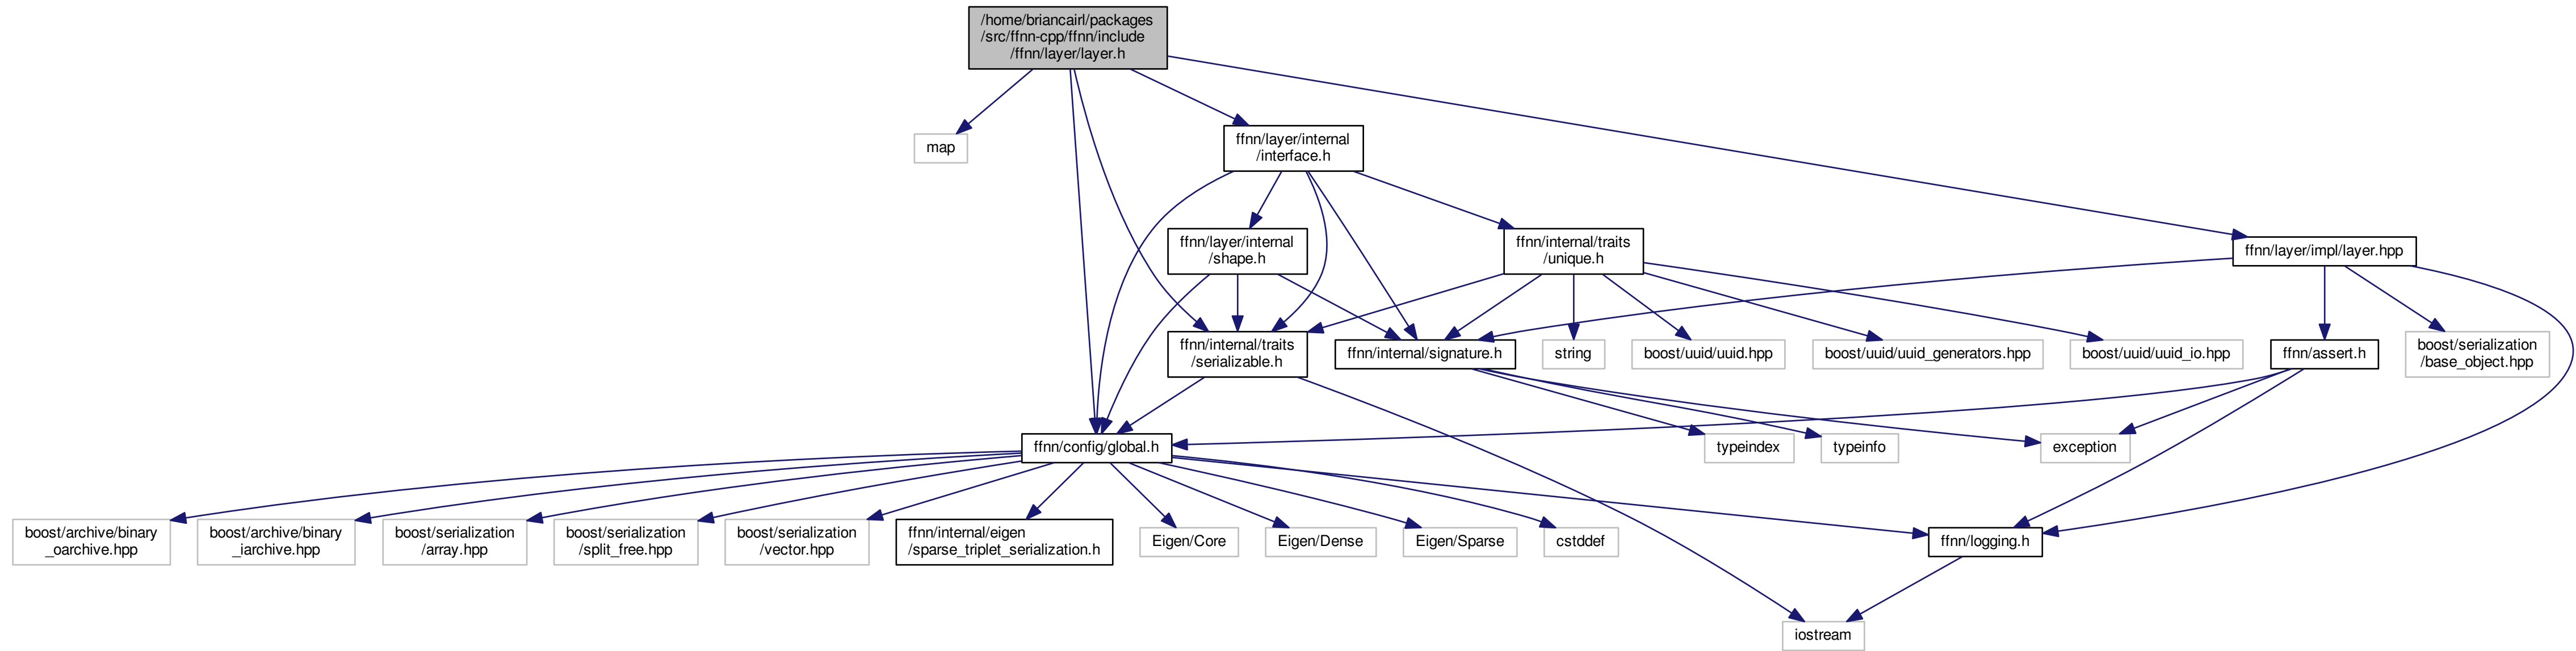 /home/briancairl/packages
/src/ffnn-cpp/ffnn/include
/ffnn/layer/layer.h
map
ffnn/layer/internal
/interface.h
ffnn/layer/internal
/shape.h
ffnn/internal/traits
/unique.h
ffnn/layer/impl/layer.hpp
ffnn/internal/traits
/serializable.h
ffnn/internal/signature.h
string
boost/uuid/uuid.hpp
boost/uuid/uuid_generators.hpp
boost/uuid/uuid_io.hpp
ffnn/assert.h
boost/serialization
/base_object.hpp
ffnn/config/global.h
typeindex
typeinfo
exception
boost/archive/binary
_oarchive.hpp
boost/archive/binary
_iarchive.hpp
boost/serialization
/array.hpp
boost/serialization
/split_free.hpp
boost/serialization
/vector.hpp
ffnn/internal/eigen
/sparse_triplet_serialization.h
Eigen/Core
Eigen/Dense
Eigen/Sparse
cstddef
ffnn/logging.h
iostream